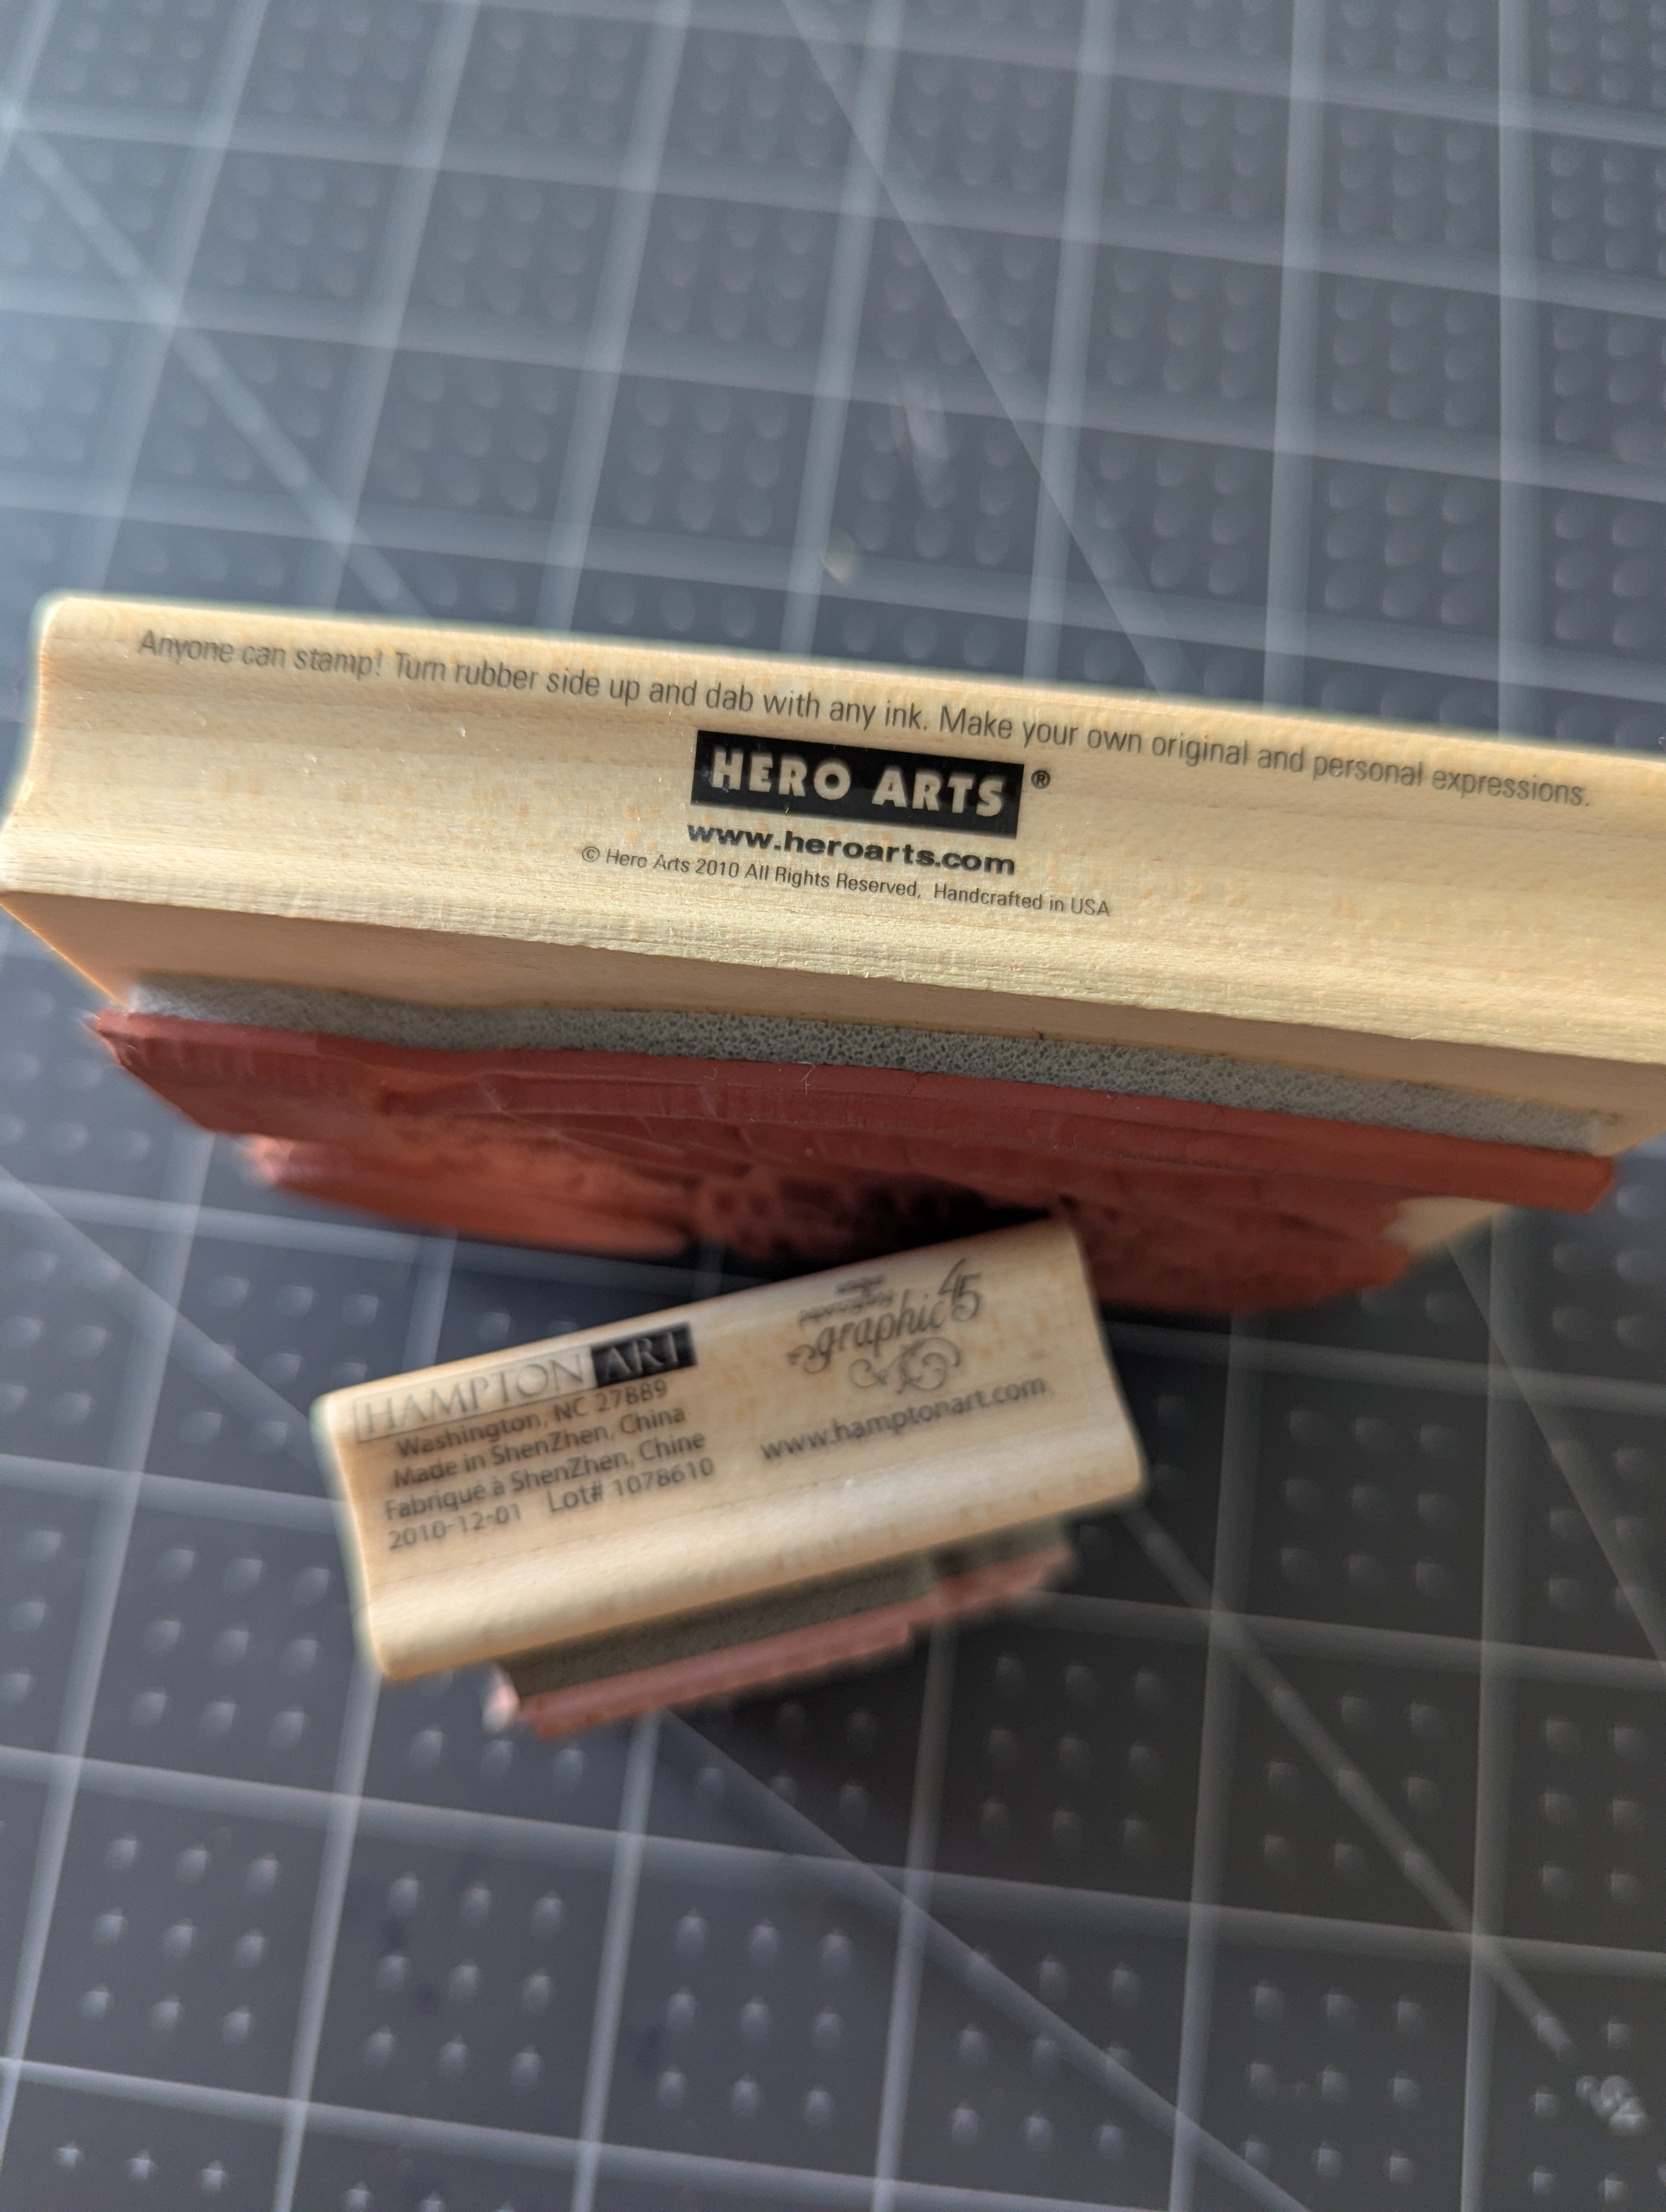 Anyone can stamp! Turn rubber side up and dab with any ink. Make your own original and personal expressions.
HERO ARTS ®
www.heroarts.com
© Hero Arts 2010 All Rights Reserved. Handcrafted in USA
HAMPTON ART
Washington, NC 27889
Made in ShenZhen, China
Fabriqué à ShenZhen, Chine
2010-12-01 Lot# 1078610
graphic 45
www.hamptonart.com